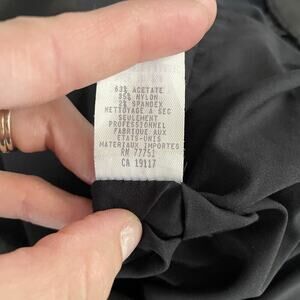 63% ACETATE
35% NYLON
2% SPANDEX
NETTOYAGE A SEC
SEULEMENT
PROFESSIONNEL
FABRIQUE AUX
ETATS-UNIS
MATERIAUX IMPORTES
RN 77751
CA 19117